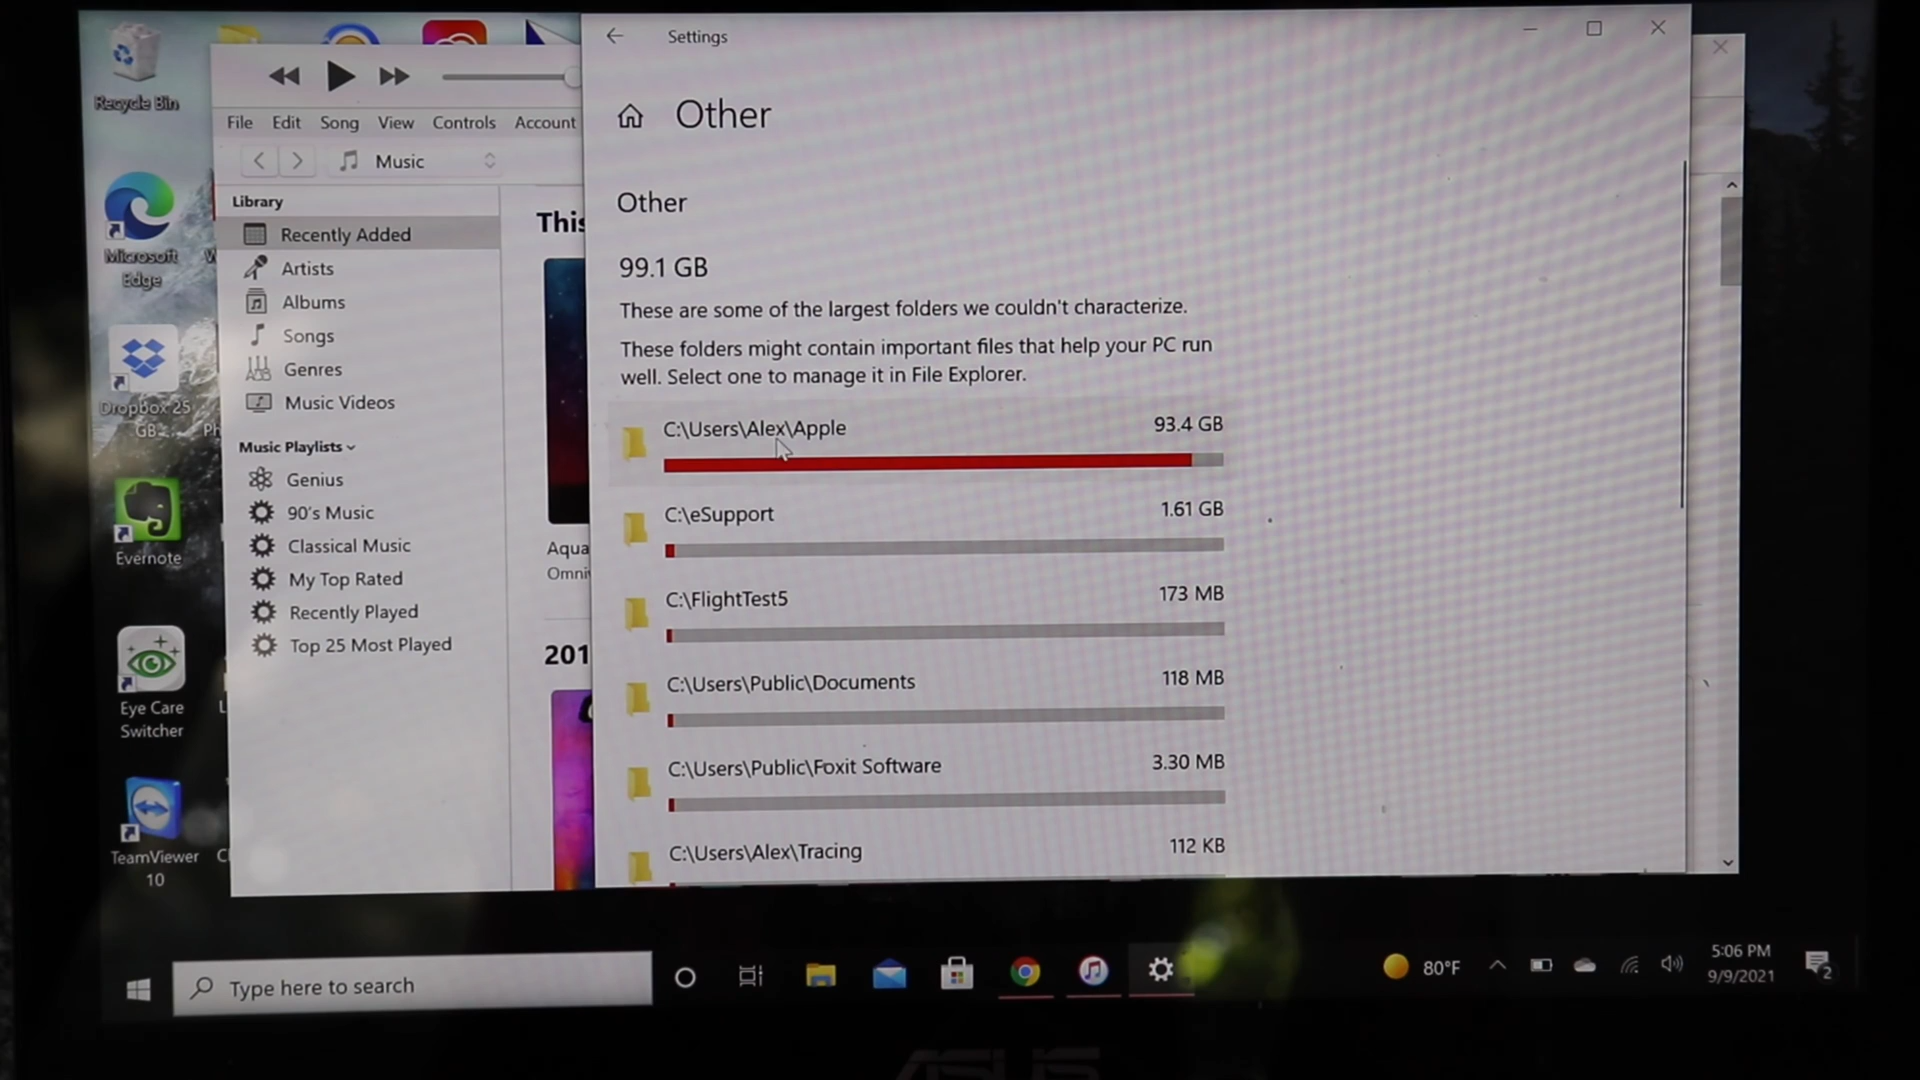 Recycle Bin
Microsoft
Edge
Dropbox 25
GB...
Evernote
Eye Care
Switcher
TeamViewer
10
File Edit Song View Controls Account
Music
Library
Recently Added
Artists
Albums
Songs
Genres
Music Videos
Music Playlists
Genius
90's Music
Classical Music
My Top Rated
Recently Played
Top 25 Most Played
This
Aqua
Omni
201
Settings
Other
Other
99.1 GB
These are some of the largest folders we couldn't characterize.
These folders might contain important files that help your PC run
well. Select one to manage it in File Explorer.
C:\Users\Alex\Apple 93.4 GB
C:\eSupport 1.61 GB
C:\FlightTest5 173 MB
C:\Users\Public\Documents 118 MB
C:\Users\Public\Foxit Software 3.30 MB
C:\Users\Alex\Tracing 112 KB
Type here to search
80°F
5:06 PM
9/9/2021
2
ASUS